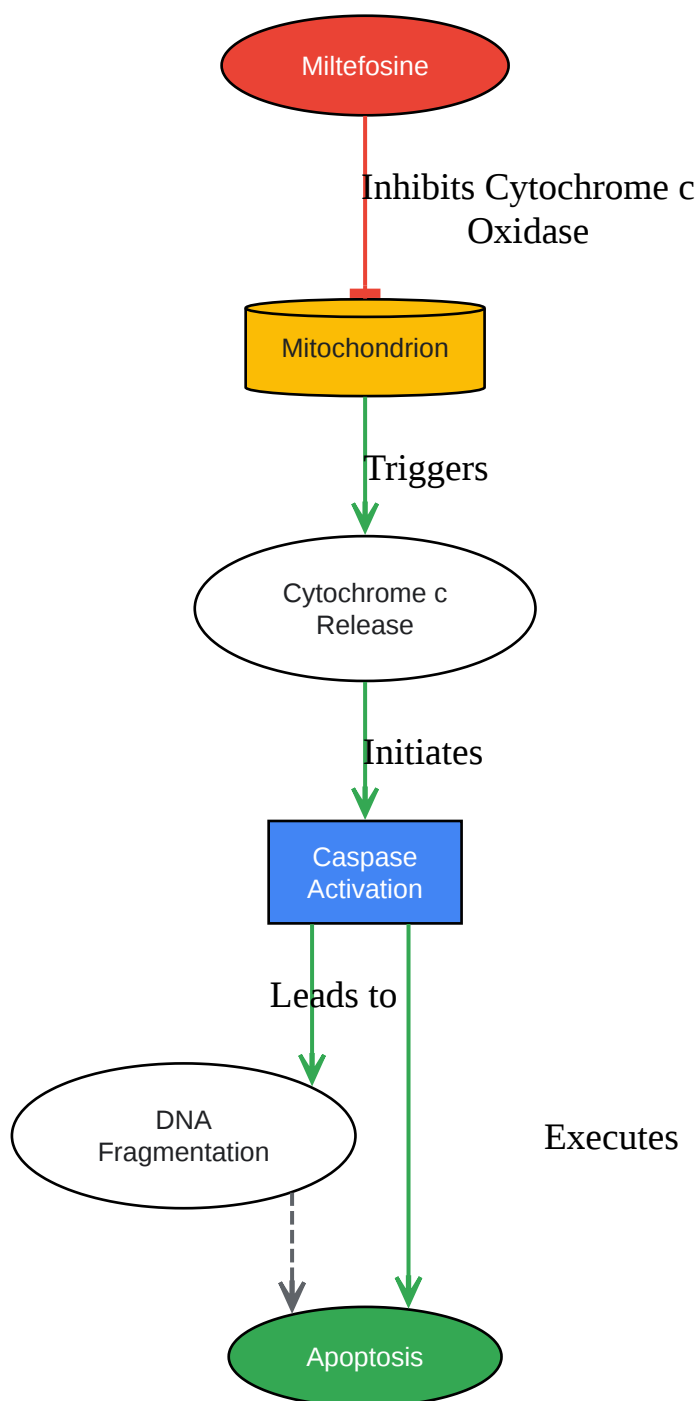 Miltefosine
Inhibits Cytochrome c
Oxidase
Mitochondrion
Triggers
Cytochrome c
Release
Initiates
Caspase
Activation
Leads to
DNA
Fragmentation
Executes
Apoptosis